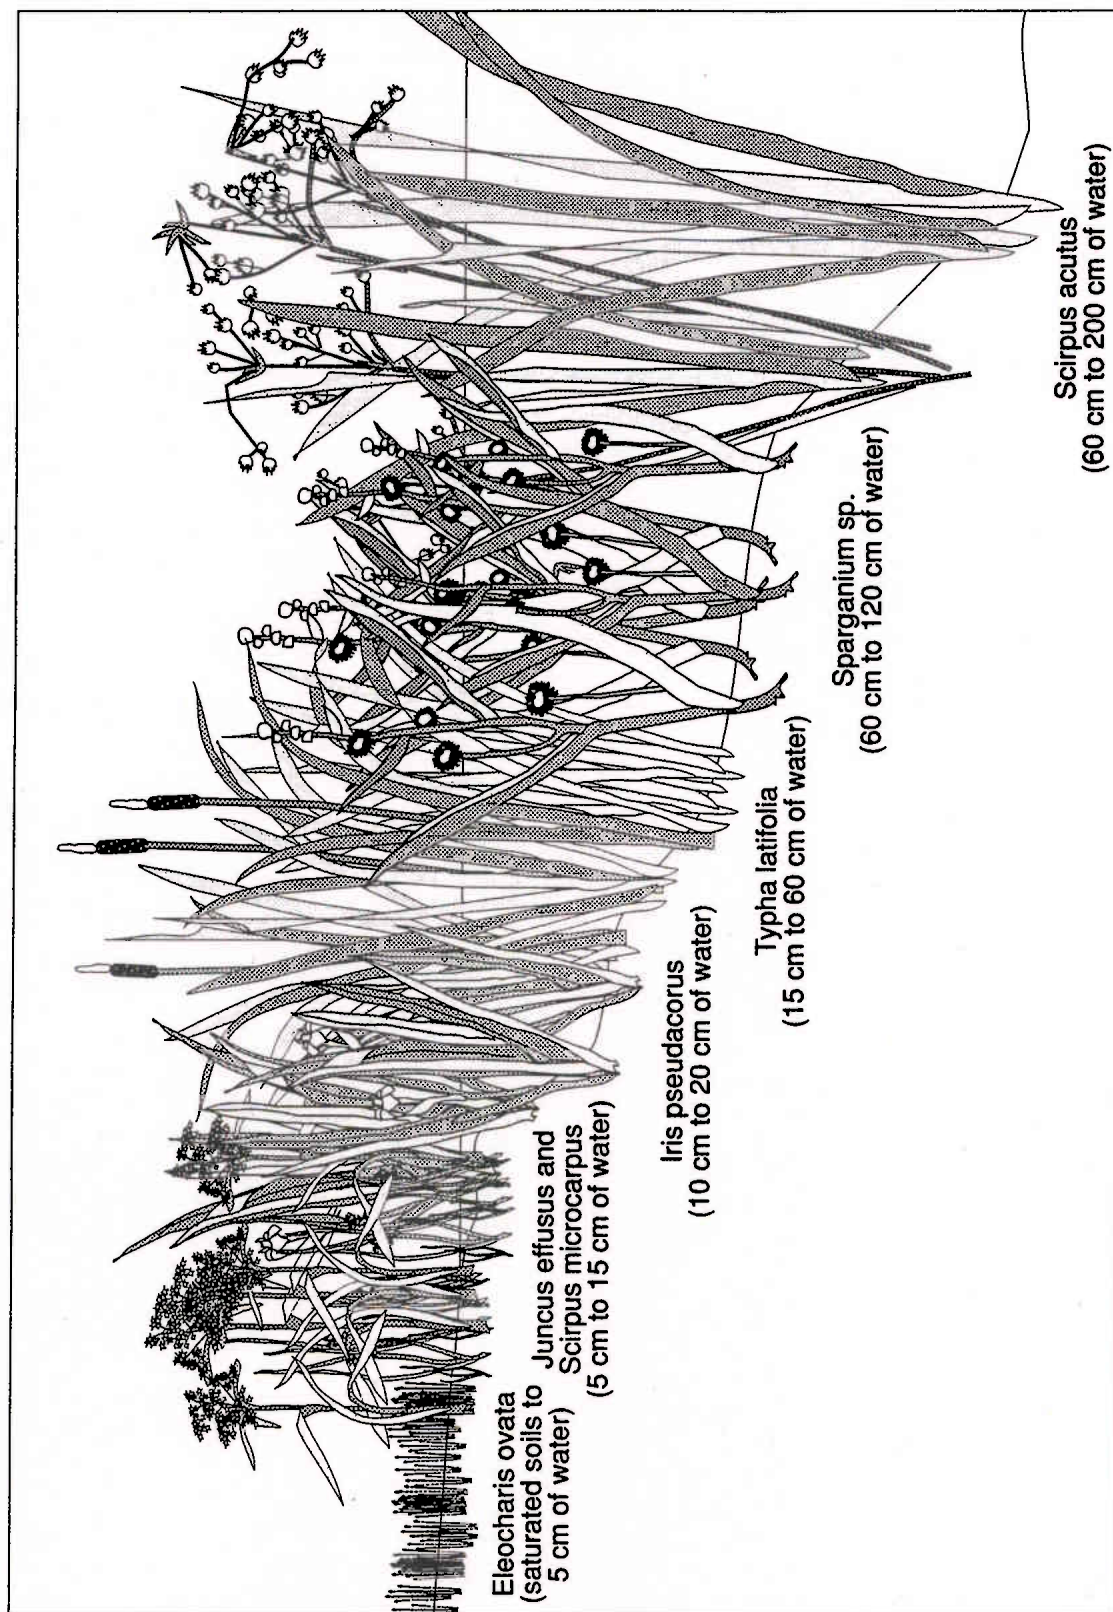 Eleocharis ovata
(saturated soils to
5 cm of water)
Juncus effusus and
Scirpus microcarpus
(5 cm to 15 cm of water)
Iris pseudacorus
(10 cm to 20 cm of water)
Typha latifolia
(15 cm to 60 cm of water)
Sparganium sp.
(60 cm to 120 cm of water)
Scirpus acutus
(60 cm to 200 cm of water)